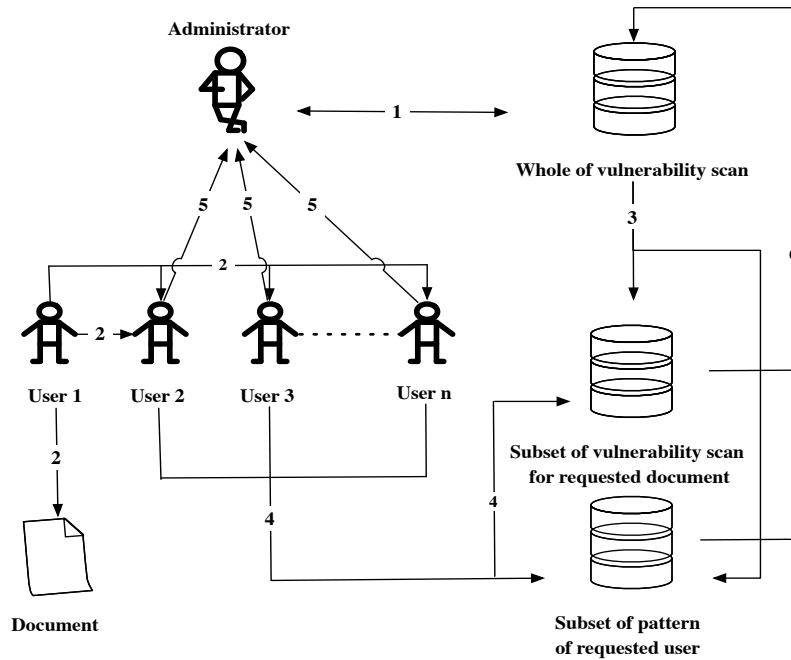 Administrator
1
Whole of vulnerability scan
3
5
5
5
2
2
User 1
User 2
User 3
User n
2
4
4
Subset of vulnerability scan
for requested document
Document
Subset of pattern
of requested user